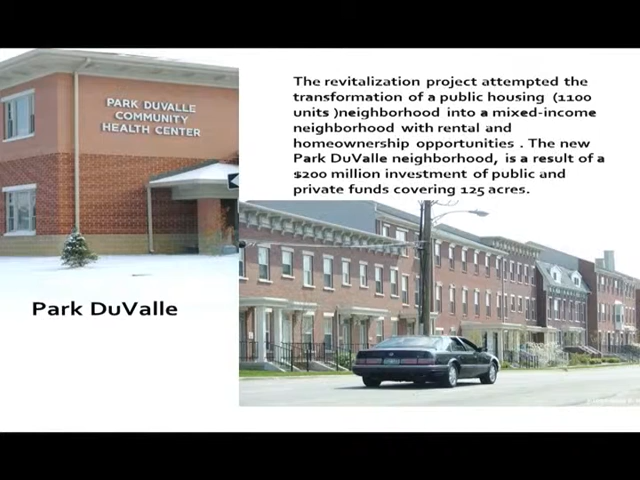 PARK DUVALLE
COMMUNITY
HEALTH CENTER
The revitalization project attempted the
transformation of a public housing (1100
units )neighborhood into a mixed-income
neighborhood with rental and
homeownership opportunities . The new
Park DuValle neighborhood, is a result of a
$200 million investment of public and
private funds covering 125 acres.
Park DuValle